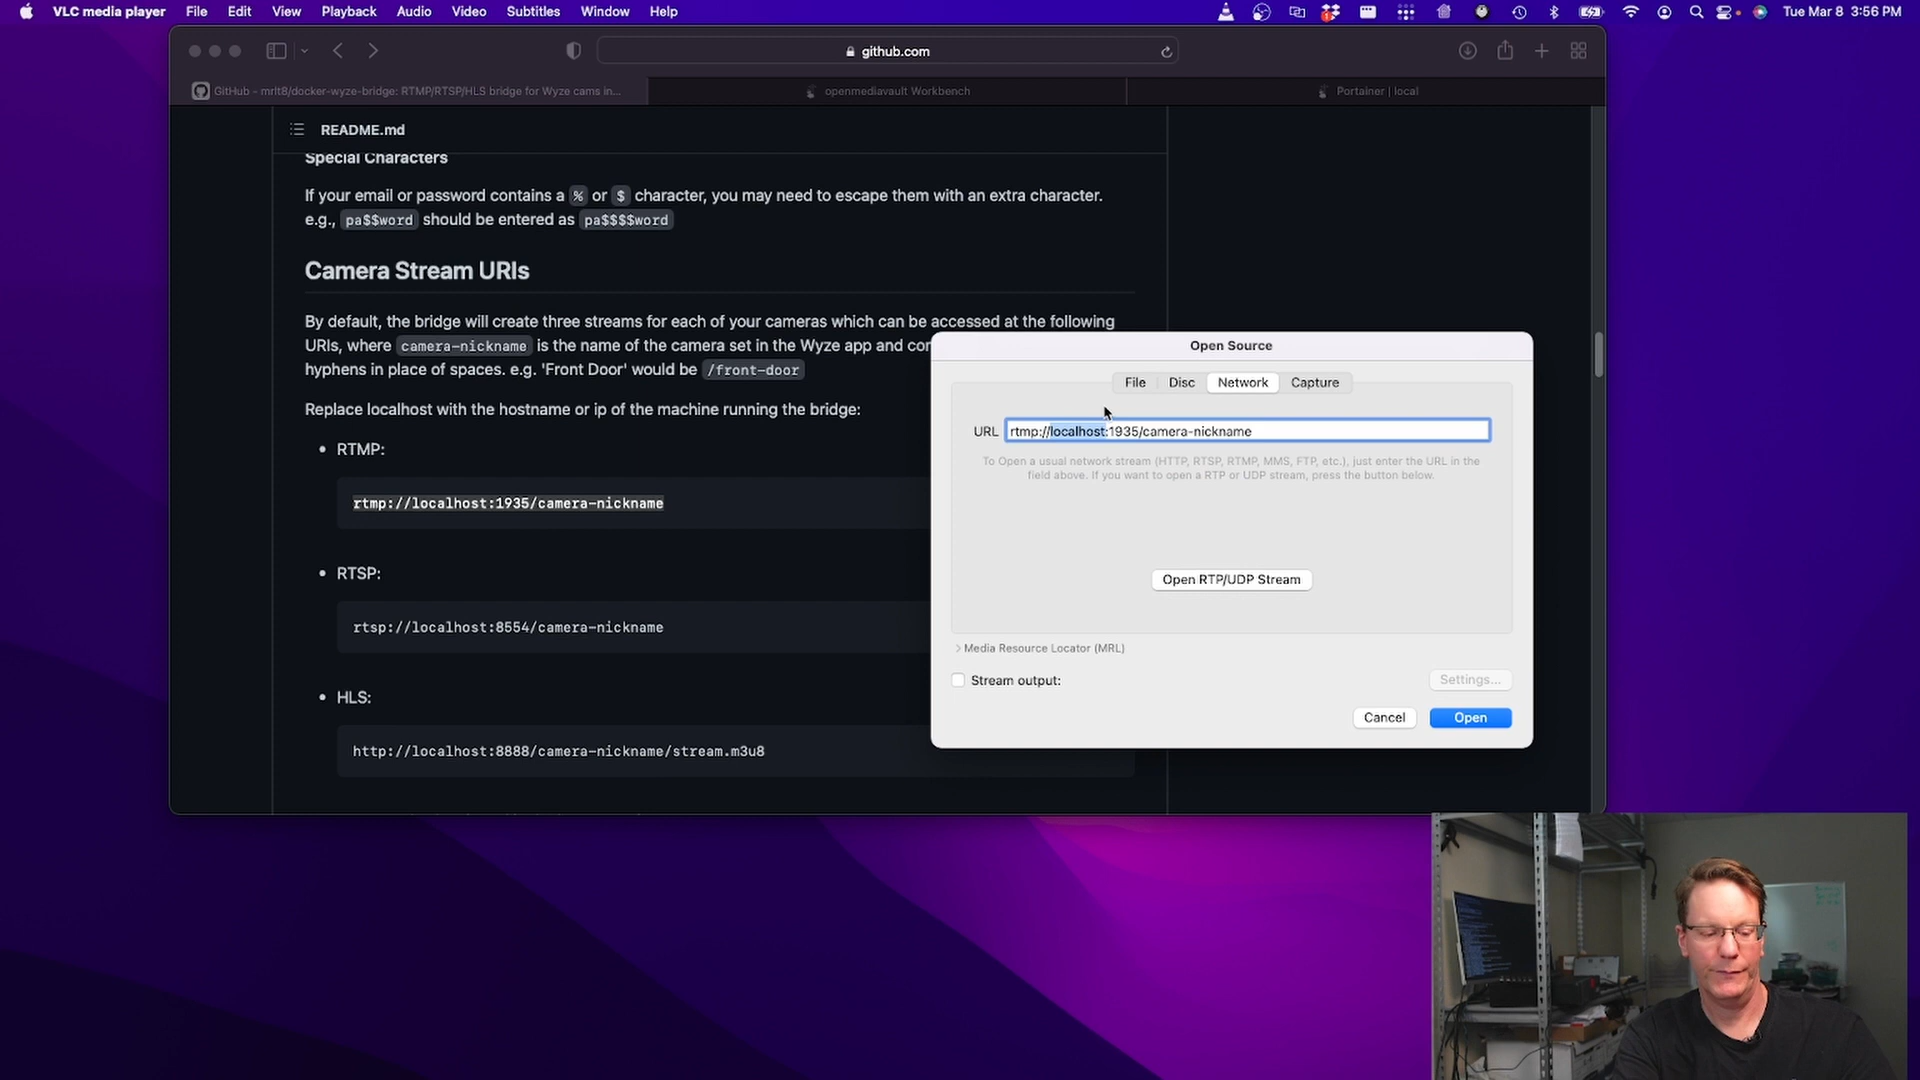 VLC media player File Edit View Playback Audio Video Subtitles Window Help Tue Mar 8 3:56 PM
github.com
GitHub - mrlt8/docker-wyze-bridge: RTMP/RTSP/HLS bridge for Wyze cams in... openmediavault Workbench Portainer | local
README.md
Special Characters
If your email or password contains a % or $ character, you may need to escape them with an extra character.
e.g., pa$$word should be entered as pa$$$$word
Camera Stream URIs
By default, the bridge will create three streams for each of your cameras which can be accessed at the following
URIs, where camera-nickname is the name of the camera set in the Wyze app and
hyphens in place of spaces. e.g. 'Front Door' would be /front-door
Replace localhost with the hostname or ip of the machine running the bridge:
• RTMP:
rtmp://localhost:1935/camera-nickname
• RTSP:
rtsp://localhost:8554/camera-nickname
• HLS:
http://localhost:8888/camera-nickname/stream.m3u8
Open Source
File Disc Network Capture
URL rtmp://localhost:1935/camera-nickname
To Open a usual network stream (HTTP, RTSP, RTMP, MMS, FTP, etc.), just enter the URL in the
field above. If you want to open a RTP or UDP stream, press the button below.
Open RTP/UDP Stream
Media Resource Locator (MRL)
Stream output: Settings...
Cancel Open